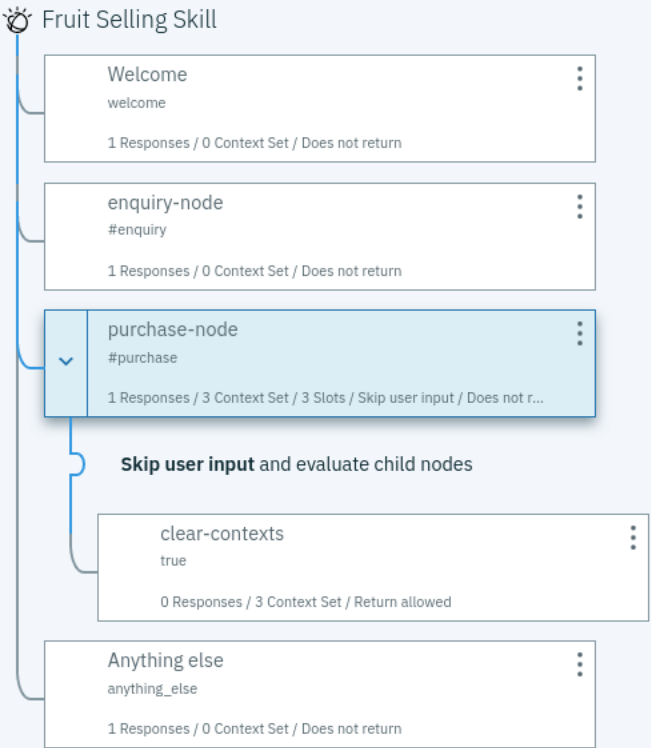 Fruit Selling Skill
Welcome
welcome
1 Responses / 0 Context Set / Does not return
enquiry-node
#enquiry
1 Responses / 0 Context Set / Does not return
purchase-node
#purchase
1 Responses / 3 Context Set / 3 Slots / Skip user input / Does not r...
Skip user input and evaluate child nodes
clear-contexts
true
0 Responses / 3 Context Set / Return allowed
Anything else
anything_else
1 Responses / 0 Context Set / Does not return